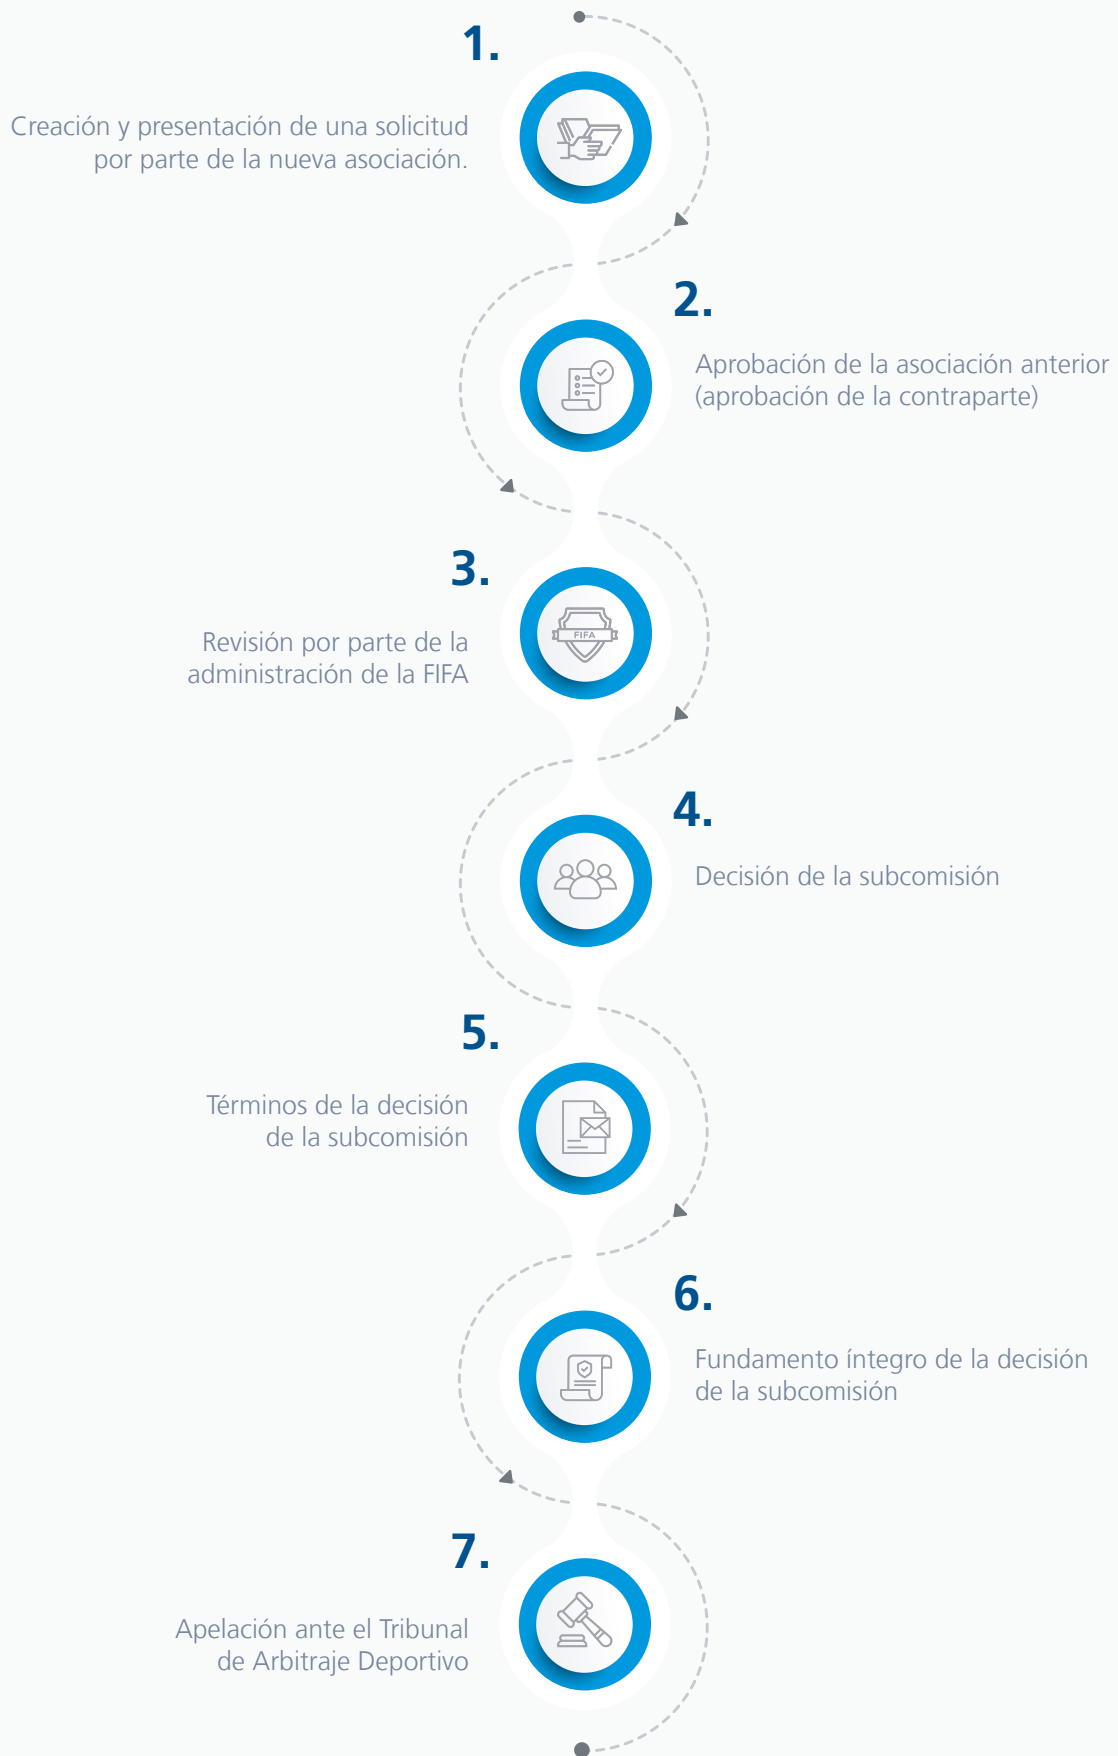 1.
Creación y presentación de una solicitud
por parte de la nueva asociación.
2.
Aprobación de la asociación anterior
(aprobación de la contraparte)
3.
FIFA
Revisión por parte de la
administración de la FIFA
4.
Decisión de la subcomisión
5.
Términos de la decisión
de la subcomisión
6.
Fundamento íntegro de la decisión
de la subcomisión
7.
Apelación ante el Tribunal
de Arbitraje Deportivo